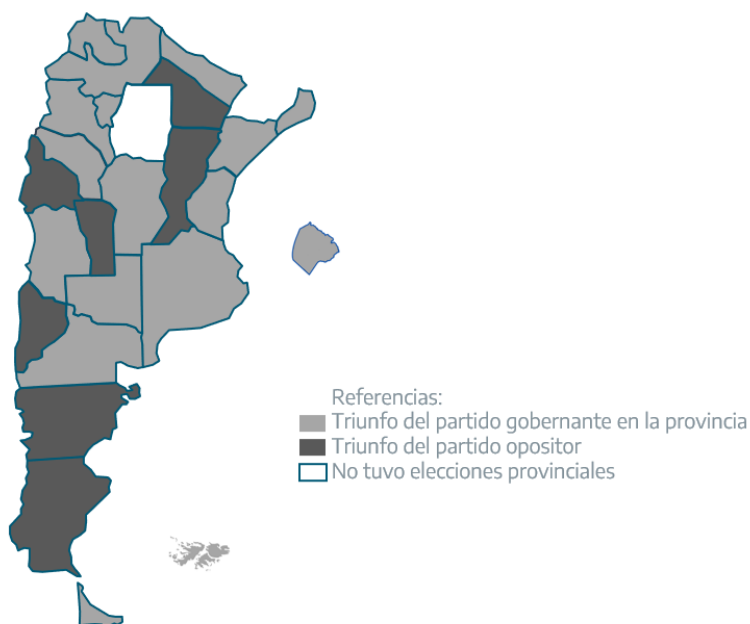 Referencias:
Triunfo del partido gobernante en la provincia
Triunfo del partido opositor
No tuvo elecciones provinciales